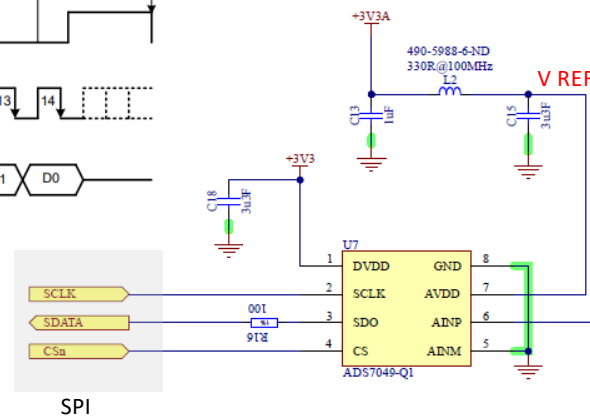 +3V3A
490-5988-6-ND
330R@100MHz
L2
V REF
C13
1uF
C15
3u3F
13
14
1
D0
+3V3
C18
3u3F
U7
1
DVDD
GND
8
SCLK
2
SCLK
AVDD
7
SDATA
100
1%
R16
3
SDO
AINP
6
CSn
4
CS
AINM
5
ADS7049-Q1
SPI